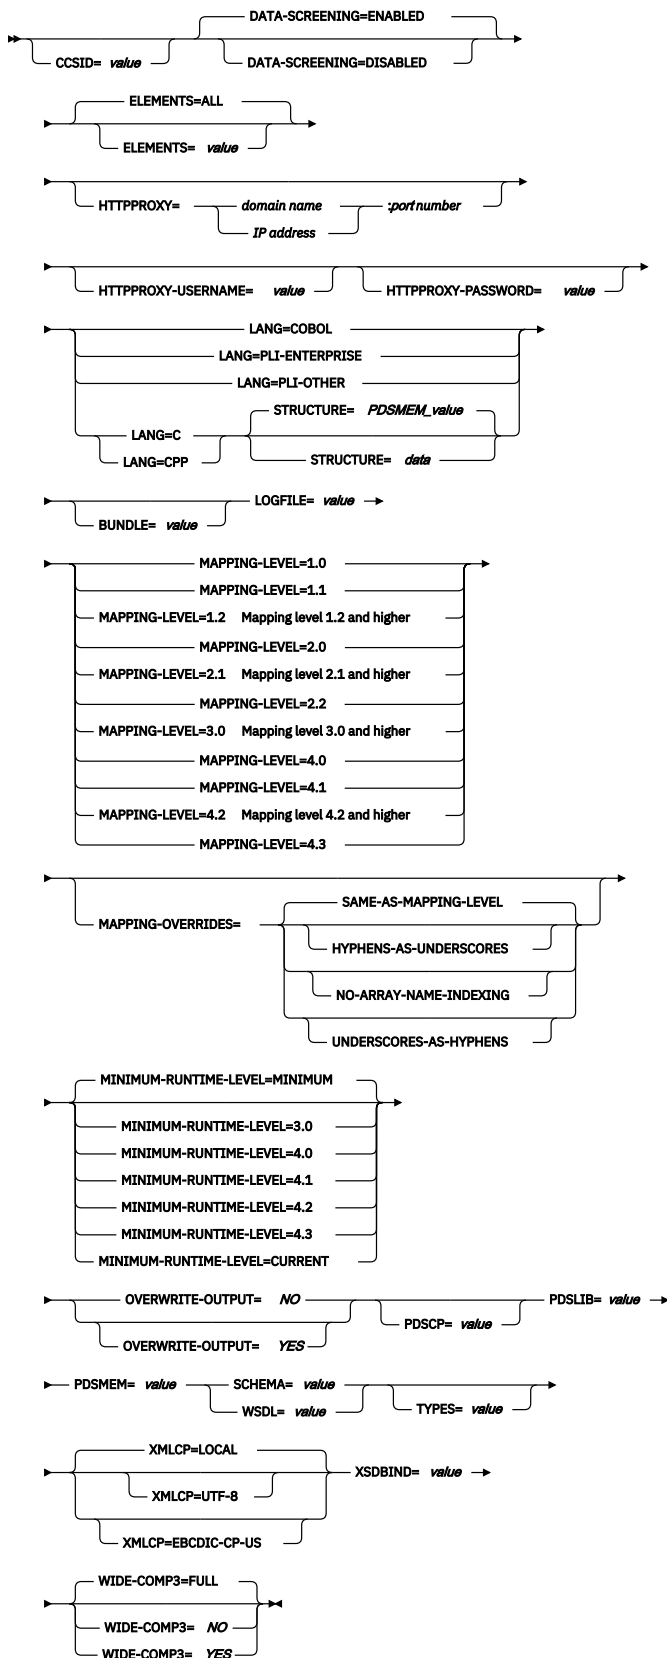 DATA-SCREENING=ENABLED
CCSID= value
DATA-SCREENING=DISABLED
ELEMENTS=ALL
ELEMENTS= value
HTTPPROXY= domain name :port number
IP address
HTTPPROXY-USERNAME= value HTTPPROXY-PASSWORD= value
LANG=COBOL
LANG=PLI-ENTERPRISE
LANG=PLI-OTHER
STRUCTURE= PDSMEM_value
LANG=C
LANG=CPP STRUCTURE= data
LOGFILE= value
BUNDLE= value
MAPPING-LEVEL=1.0
MAPPING-LEVEL=1.1
MAPPING-LEVEL=1.2 Mapping level 1.2 and higher
MAPPING-LEVEL=2.0
MAPPING-LEVEL=2.1 Mapping level 2.1 and higher
MAPPING-LEVEL=2.2
MAPPING-LEVEL=3.0 Mapping level 3.0 and higher
MAPPING-LEVEL=4.0
MAPPING-LEVEL=4.1
MAPPING-LEVEL=4.2 Mapping level 4.2 and higher
MAPPING-LEVEL=4.3
SAME-AS-MAPPING-LEVEL
MAPPING-OVERRIDES=
HYPHENS-AS-UNDERSCORES
NO-ARRAY-NAME-INDEXING
UNDERSCORES-AS-HYPHENS
MINIMUM-RUNTIME-LEVEL=MINIMUM
MINIMUM-RUNTIME-LEVEL=3.0
MINIMUM-RUNTIME-LEVEL=4.0
MINIMUM-RUNTIME-LEVEL=4.1
MINIMUM-RUNTIME-LEVEL=4.2
MINIMUM-RUNTIME-LEVEL=4.3
MINIMUM-RUNTIME-LEVEL=CURRENT
OVERWRITE-OUTPUT= NO PDSLIB= value
PDSCP= value
OVERWRITE-OUTPUT= YES
PDSMEM= value SCHEMA= value
WSDL= value TYPES= value
XMLCP=LOCAL
XSDBIND= value
XMLCP=UTF-8
XMLCP=EBCDIC-CP-US
WIDE-COMP3=FULL
WIDE-COMP3= NO
WIDE-COMP3= YES